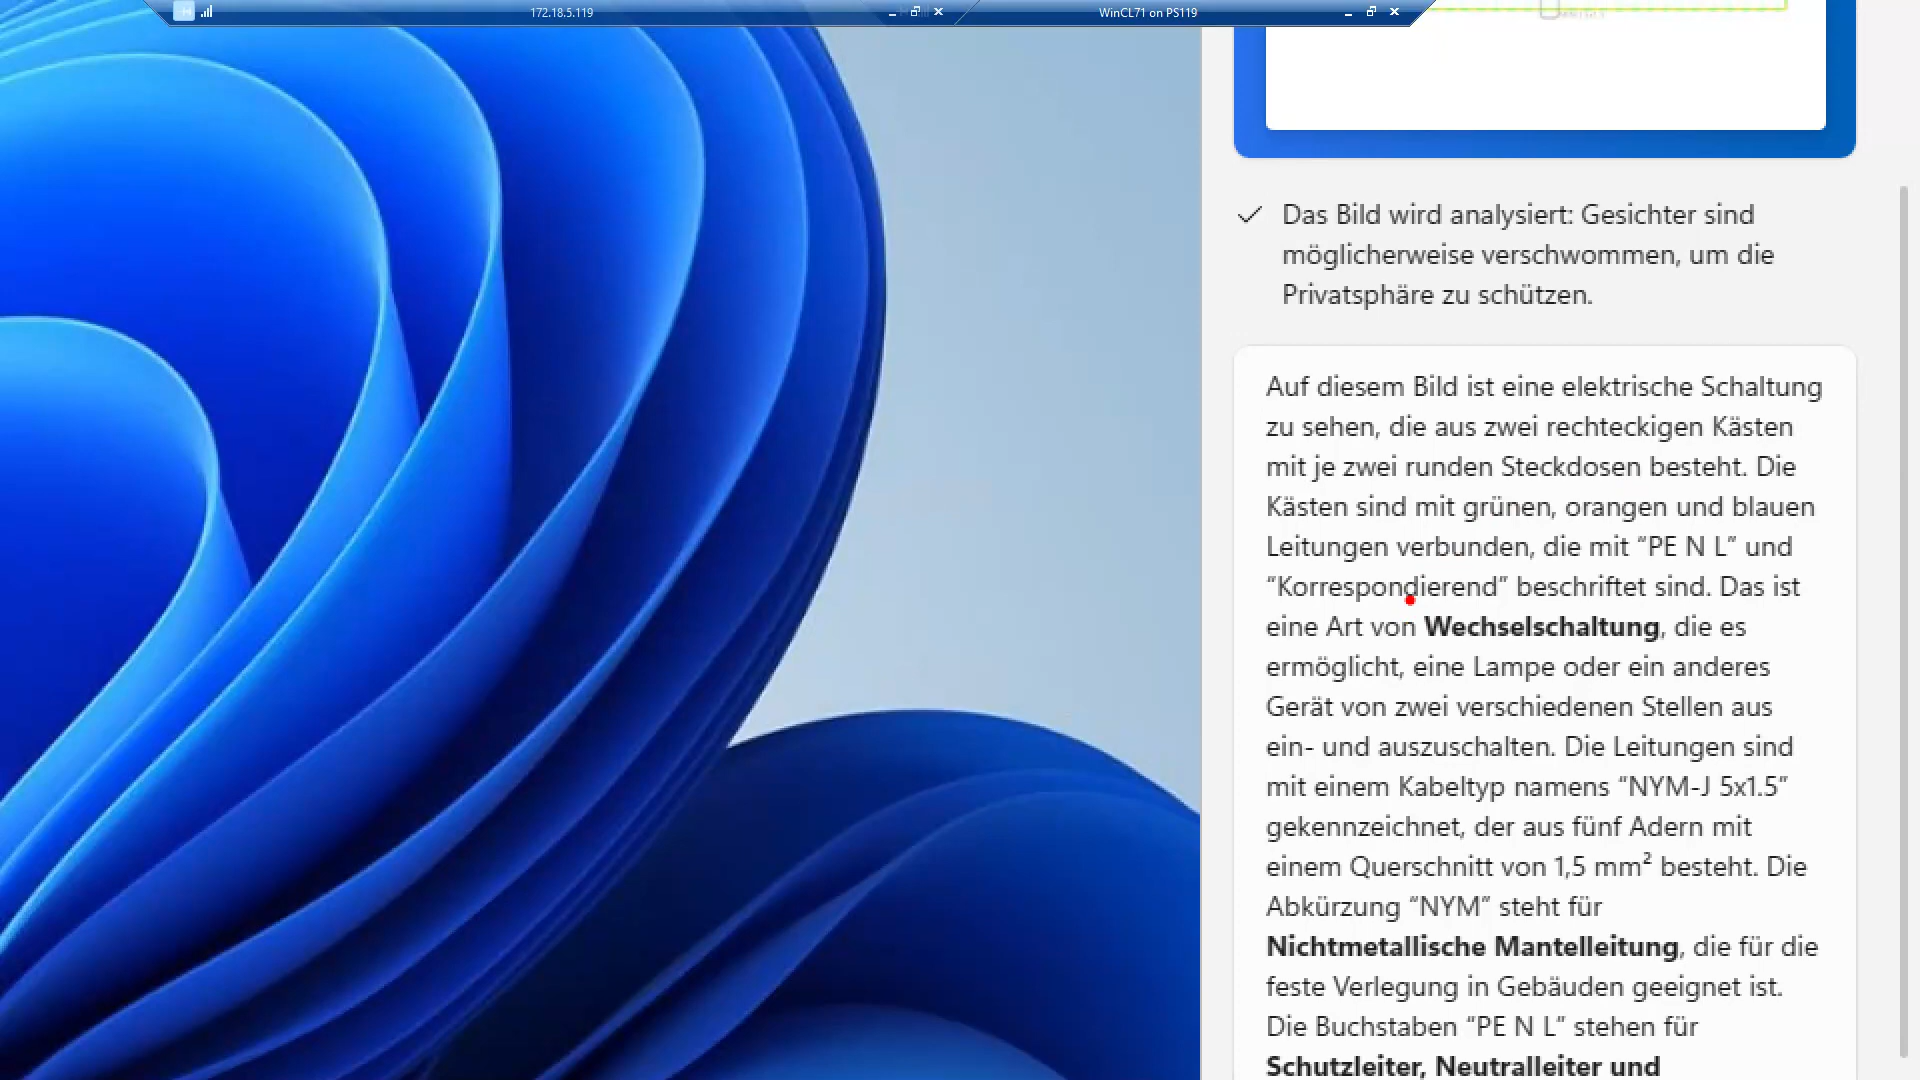 172.18.5.119
WinCL71 on PS119
Das Bild wird analysiert: Gesichter sind
möglicherweise verschwommen, um die
Privatsphäre zu schützen.
Auf diesem Bild ist eine elektrische Schaltung
zu sehen, die aus zwei rechteckigen Kästen
mit je zwei runden Steckdosen besteht. Die
Kästen sind mit grünen, orangen und blauen
Leitungen verbunden, die mit “PE N L” und
“Korrespondierend” beschriftet sind. Das ist
eine Art von Wechselschaltung, die es
ermöglicht, eine Lampe oder ein anderes
Gerät von zwei verschiedenen Stellen aus
ein- und auszuschalten. Die Leitungen sind
mit einem Kabeltyp namens “NYM-J 5x1.5”
gekennzeichnet, der aus fünf Adern mit
einem Querschnitt von 1,5 mm² besteht. Die
Abkürzung “NYM” steht für
Nichtmetallische Mantelleitung, die für die
feste Verlegung in Gebäuden geeignet ist.
Die Buchstaben “PE N L” stehen für
Schutzleiter, Neutralleiter und